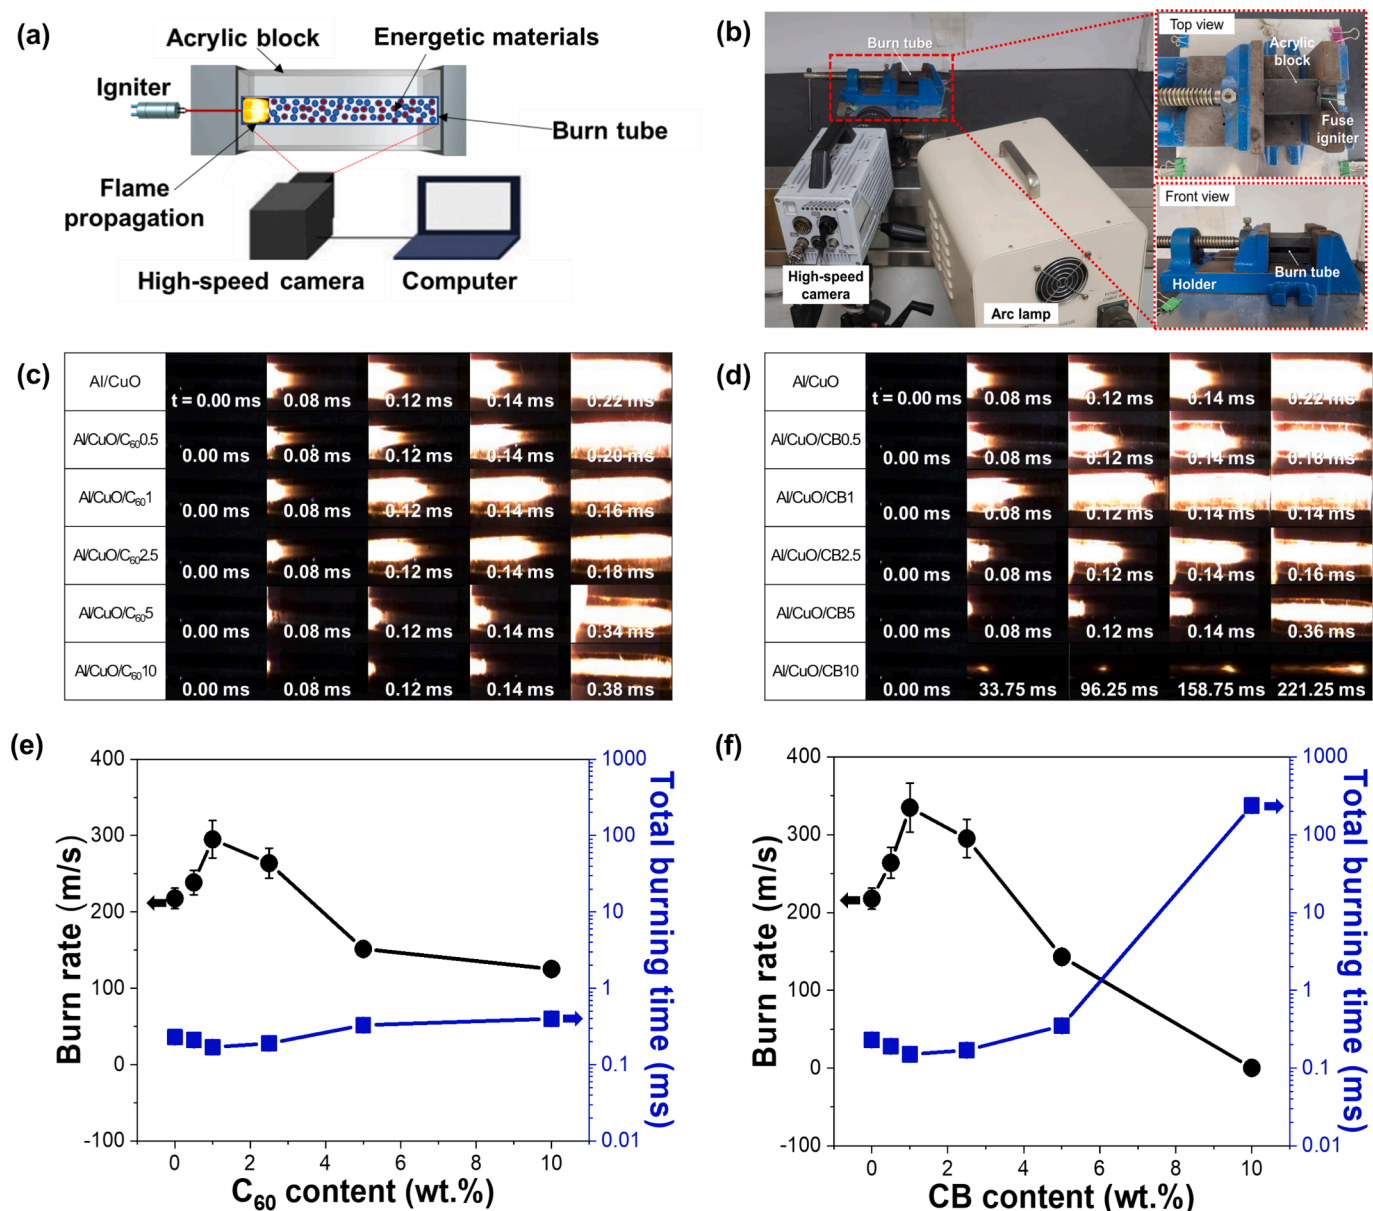 (a)
Acrylic block
Energetic materials
Igniter
Burn tube
Flame
propagation
High-speed camera
Computer
(b)
Burn tube
High-speed
camera
Arc lamp
Top view
Acrylic
block
Fuse
igniter
Front view
Burn tube
Holder
(c)
Al/CuO
t = 0.00 ms
0.08 ms
0.12 ms
0.14 ms
0.22 ms
Al/CuO/C₆₀0.5
0.00 ms
0.08 ms
0.12 ms
0.14 ms
0.20 ms
Al/CuO/C₆₀1
0.00 ms
0.08 ms
0.12 ms
0.14 ms
0.16 ms
Al/CuO/C₆₀2.5
0.00 ms
0.08 ms
0.12 ms
0.14 ms
0.18 ms
Al/CuO/C₆₀5
0.00 ms
0.08 ms
0.12 ms
0.14 ms
0.34 ms
Al/CuO/C₆₀10
0.00 ms
0.08 ms
0.12 ms
0.14 ms
0.38 ms
(d)
Al/CuO
t = 0.00 ms
0.08 ms
0.12 ms
0.14 ms
0.22 ms
Al/CuO/CB0.5
0.00 ms
0.08 ms
0.12 ms
0.14 ms
0.18 ms
Al/CuO/CB1
0.00 ms
0.08 ms
0.12 ms
0.14 ms
0.14 ms
Al/CuO/CB2.5
0.00 ms
0.08 ms
0.12 ms
0.14 ms
0.16 ms
Al/CuO/CB5
0.00 ms
0.08 ms
0.12 ms
0.14 ms
0.36 ms
Al/CuO/CB10
0.00 ms
33.75 ms
96.25 ms
158.75 ms
221.25 ms
(e)
Burn rate (m/s)
400
300
200
100
0
-100
0
2
4
6
8
10
C₆₀ content (wt.%)
1000
100
10
1
0.1
0.01
Total burning time (ms)
(f)
Burn rate (m/s)
400
300
200
100
0
-100
0
2
4
6
8
10
CB content (wt.%)
1000
100
10
1
0.1
0.01
Total burning time (ms)